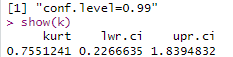 [1] "conf.level=0.99"
> show(k)
kurt lwr.ci upr.ci
0.7551241 0.2266635 1.8394832